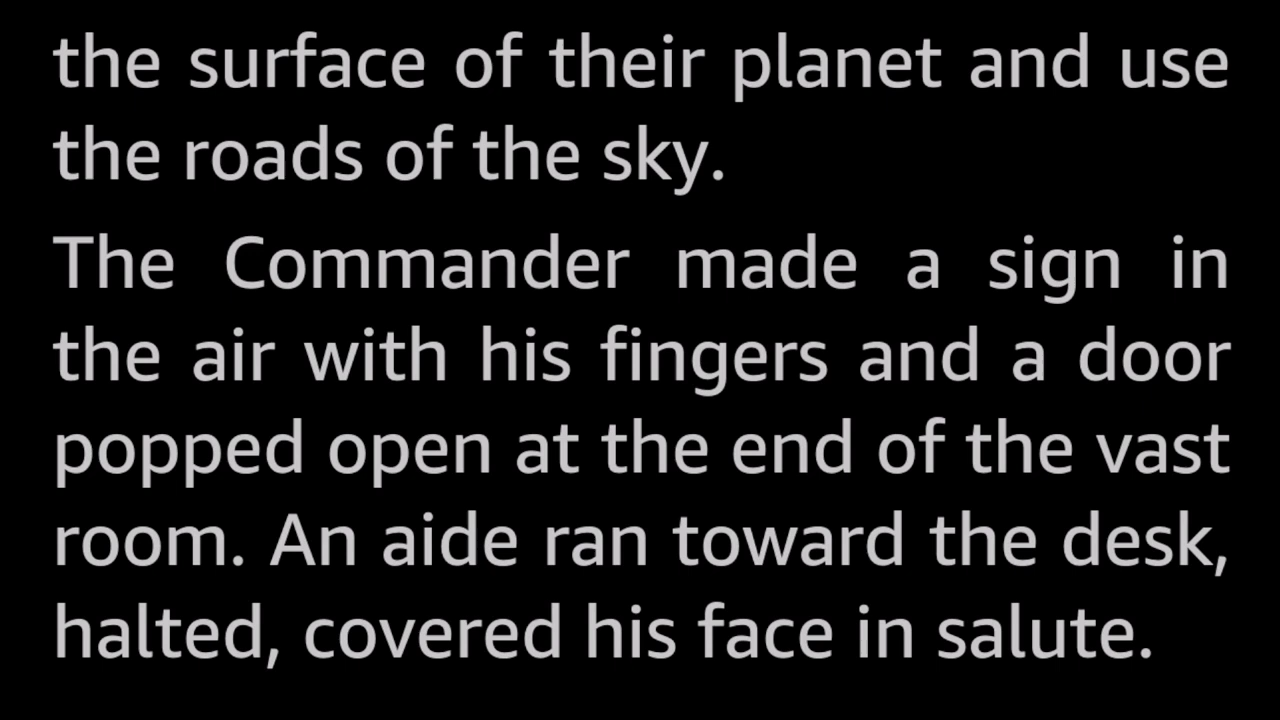 the surface of their planet and use
the roads of the sky.
The Commander made a sign in
the air with his fingers and a door
popped open at the end of the vast
room. An aide ran toward the desk,
halted, covered his face in salute.